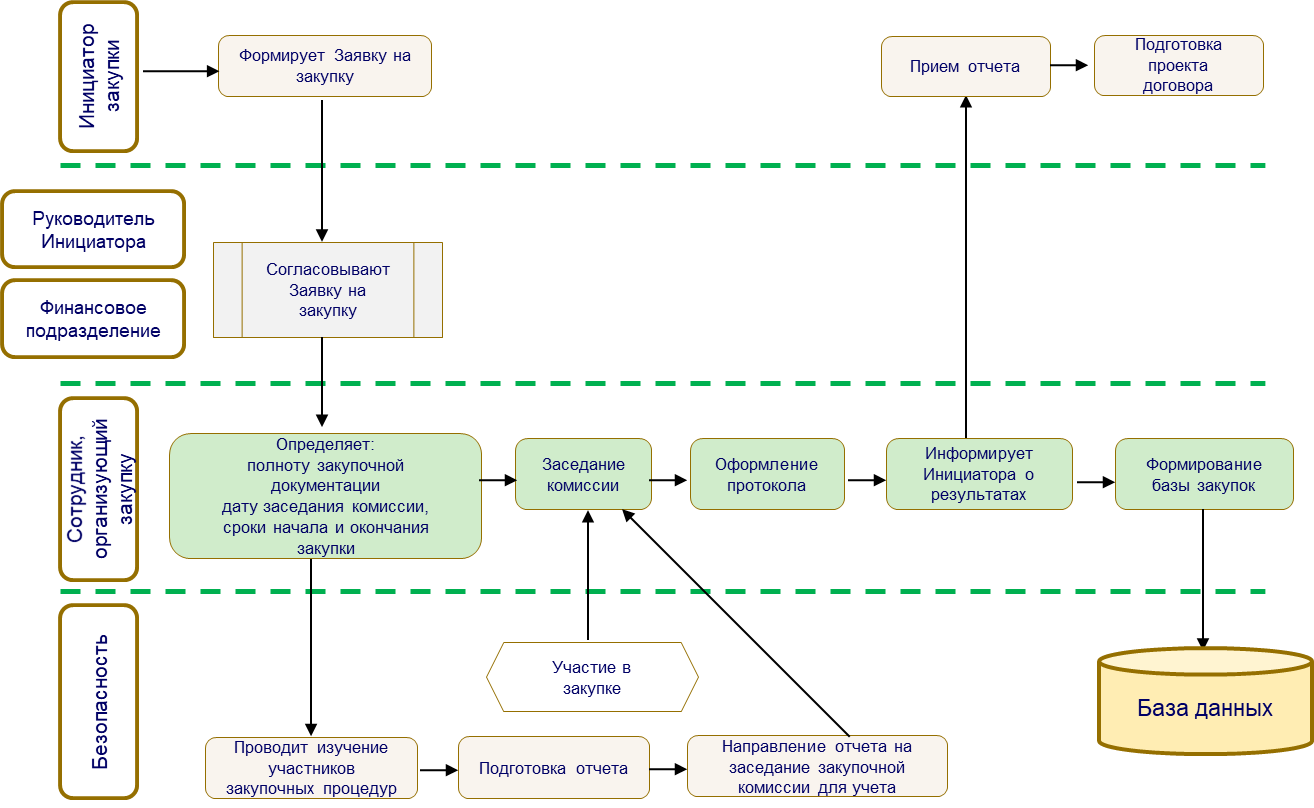 Инициатор
закупки
Формирует Заявку на
закупку
Прием отчета
Подготовка
проекта
договора
Руководитель
Инициатора
Финансовое
подразделение
Согласовывают
Заявку на
закупку
Сотрудник,
организующий
закупку
Определяет:
полноту закупочной
документации
дату заседания комиссии,
сроки начала и окончания
закупки
Заседание
комиссии
Оформление
протокола
Информирует
Инициатора о
результатах
Формирование
базы закупок
Безопасность
Участие в
закупке
База данных
Проводит изучение
участников
закупочных процедур
Подготовка отчета
Направление отчета на
заседание закупочной
комиссии для учета